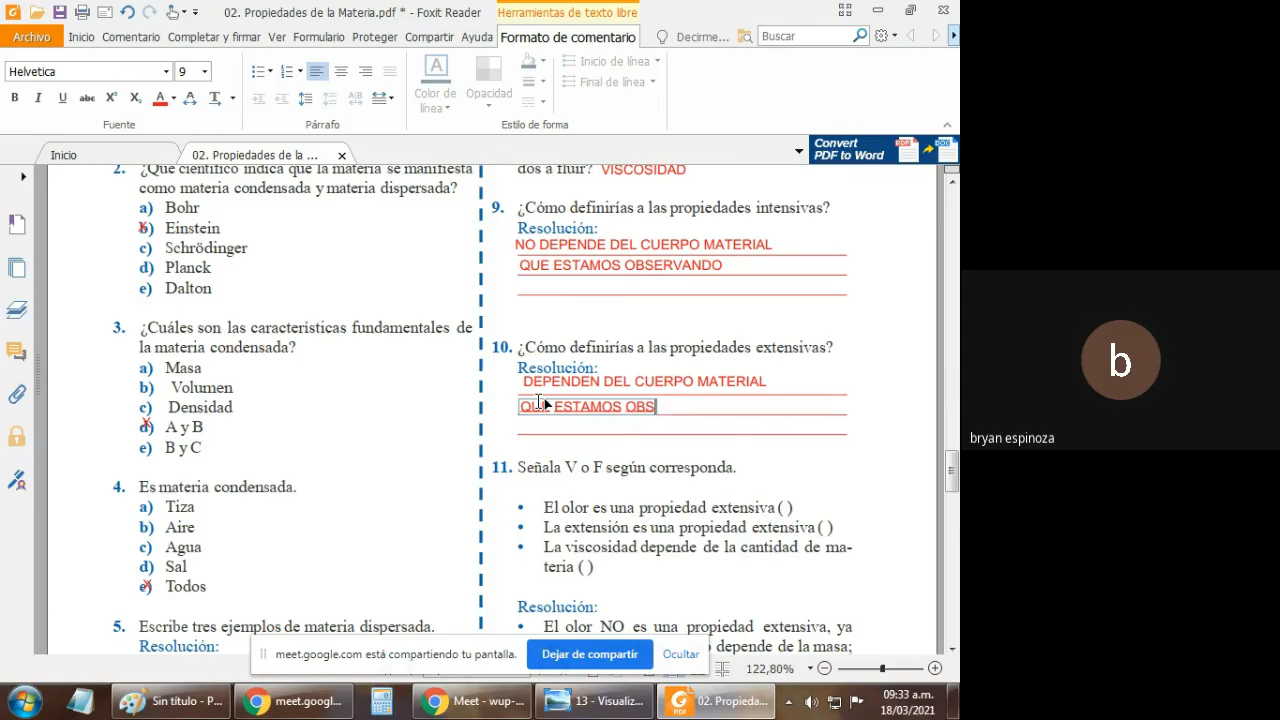 02. Propiedades de la Materia.pdf * - Foxit Reader
Herramientas de texto libre
Archivo
Inicio
Comentario
Completar y firmar
Ver
Formulario
Proteger
Compartir
Ayuda
Formato de comentario
Decirme...
Buscar
Helvetica
9
Color de línea
Opacidad
Inicio de línea
Final de línea
Fuente
Párrafo
Estilo de forma
Inicio
02. Propiedades de la ...
Convert
PDF to Word
2. ¿Qué científico indica que la materia se manifiesta
como materia condensada y materia dispersada?
a) Bohr
b) Einstein
c) Schrödinger
d) Planck
e) Dalton
3. ¿Cuáles son las características fundamentales de
la materia condensada?
a) Masa
b) Volumen
c) Densidad
d) A y B
e) B y C
4. Es materia condensada.
a) Tiza
b) Aire
c) Agua
d) Sal
e) Todos
5. Escribe tres ejemplos de materia dispersada.
Resolución:
dos a fluir? VISCOSIDAD
9. ¿Cómo definirías a las propiedades intensivas?
Resolución:
NO DEPENDE DEL CUERPO MATERIAL
QUE ESTAMOS OBSERVANDO
10. ¿Cómo definirías a las propiedades extensivas?
Resolución:
DEPENDEN DEL CUERPO MATERIAL
QUE ESTAMOS OBS
11. Señala V o F según corresponda.
• El olor es una propiedad extensiva ( )
• La extensión es una propiedad extensiva ( )
• La viscosidad depende de la cantidad de ma-
teria ( )
Resolución:
• El olor NO es una propiedad extensiva, ya
depende de la masa;
meet.google.com está compartiendo tu pantalla.
Dejar de compartir
Ocultar
122,80%
Sin título - P...
meet.googl...
Meet - wup-...
13 - Visualiz...
02. Propieda...
09:33 a.m.
18/03/2021
b
bryan espinoza